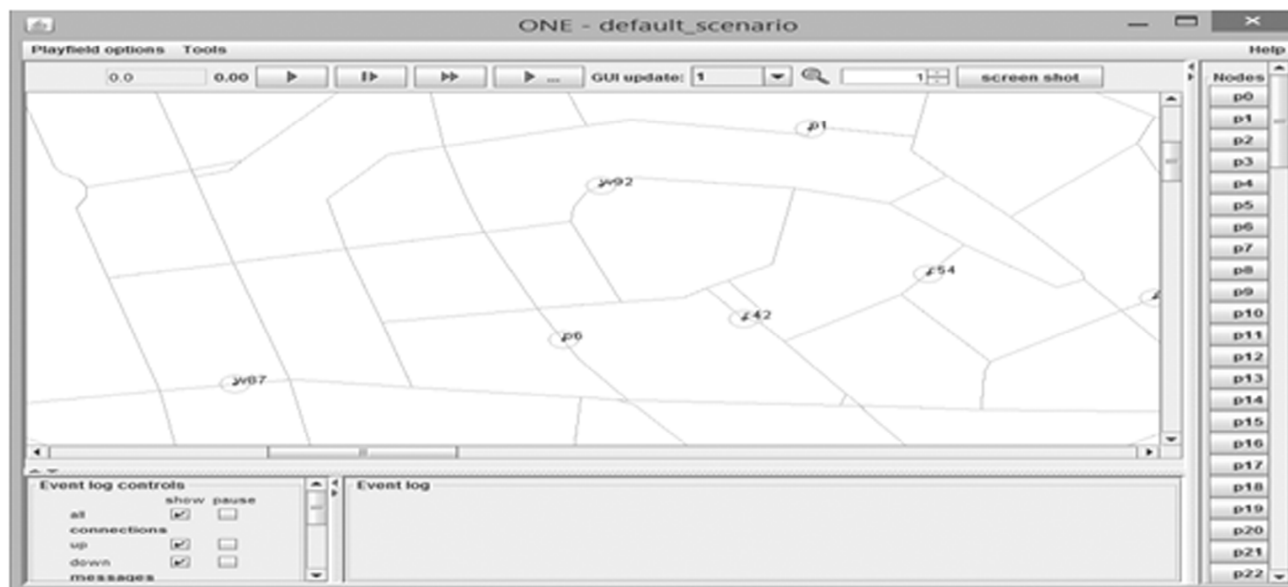 ONE - default_scenario
Playfield options Tools Help
0.0 0.00 ... GUI update: 1 1 screen shot
Nodes
p0
p1
p2
p3
p4
p5
p6
p7
p8
p9
p10
p11
p12
p13
p14
p15
p16
p17
p18
p19
p20
p21
p22
p1
w92
54
42
p6
w87
Event log controls
show pause
all
connections
up
down
messages
Event log